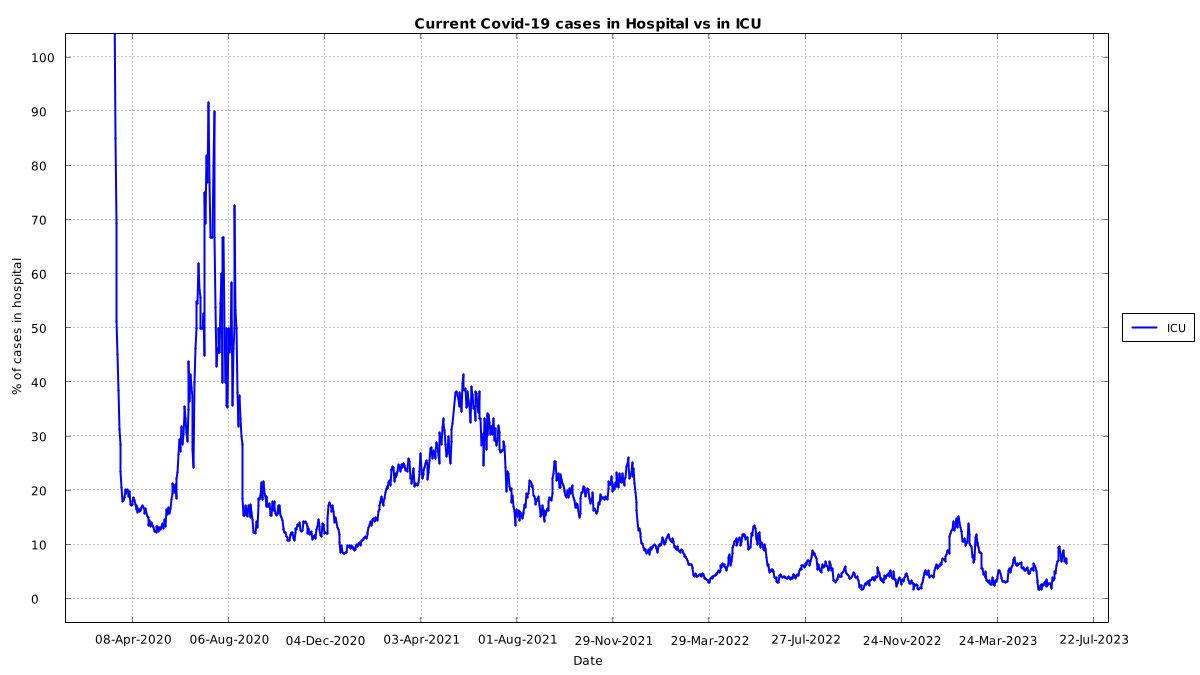 Current Covid-19 cases in Hospital vs in ICU
100
90
80
70
60
50
40
30
20
10
0
% of cases in hospital
08-Apr-2020 06-Aug-2020 04-Dec-2020 03-Apr-2021 01-Aug-2021 29-Nov-2021 29-Mar-2022 27-Jul-2022 24-Nov-2022 24-Mar-2023 22-Jul-2023
Date
ICU